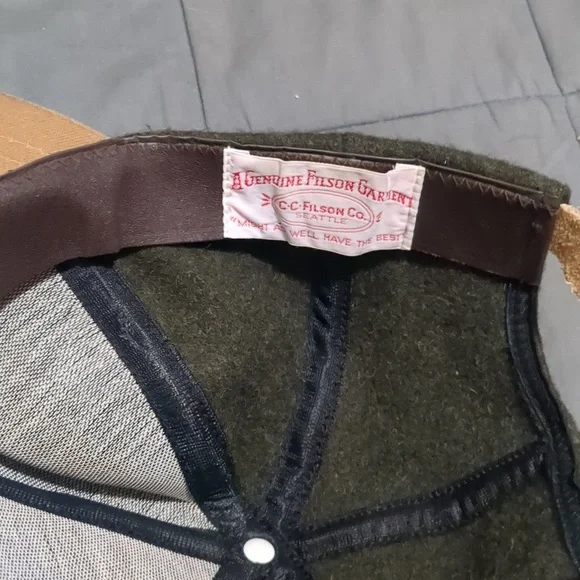 A GENUINE FILSON GARMENT
C·C·FILSON CO.
SEATTLE
"MIGHT AS WELL HAVE THE BEST"